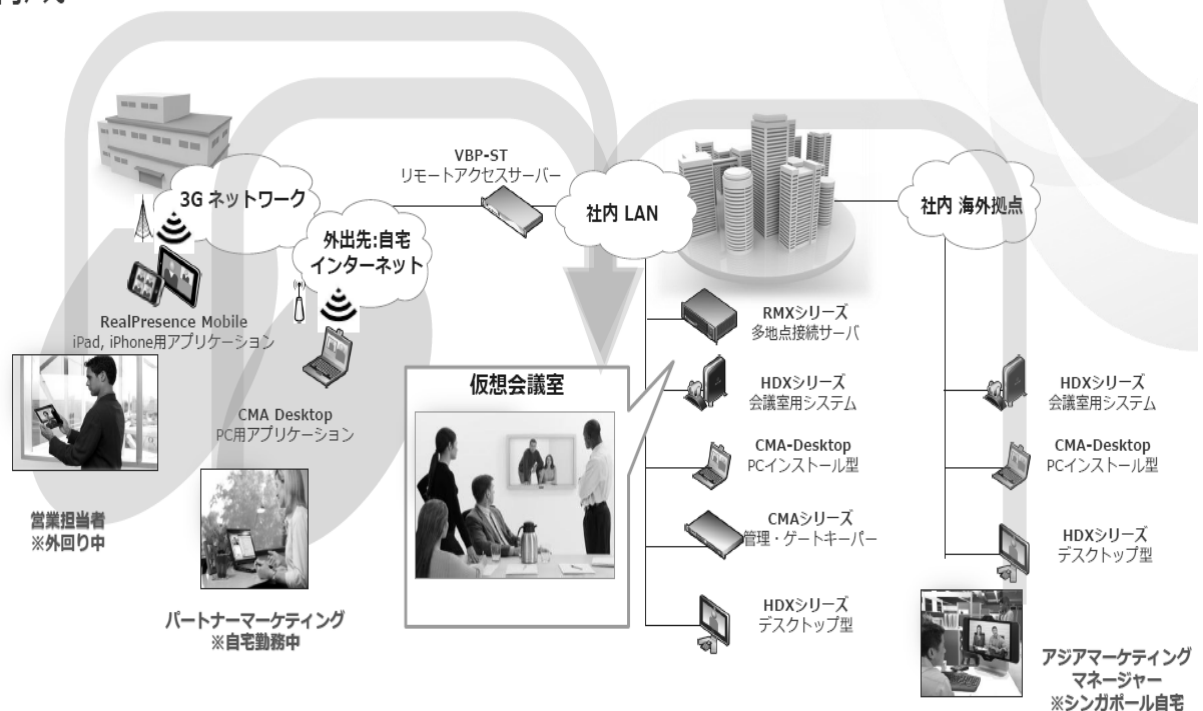 VBP-ST
リモートアクセスサーバー
3G ネットワーク
社内 LAN
社内 海外拠点
外出先:自宅
インターネット
RealPresence Mobile
iPad, iPhone用アプリケーション
CMA Desktop
PC用アプリケーション
営業担当者
※外回り中
パートナーマーケティング
※自宅勤務中
仮想会議室
RMXシリーズ
多地点接続サーバ
HDXシリーズ
会議室用システム
CMA-Desktop
PCインストール型
CMAシリーズ
管理・ゲートキーパー
HDXシリーズ
デスクトップ型
HDXシリーズ
会議室用システム
CMA-Desktop
PCインストール型
HDXシリーズ
デスクトップ型
アジアマーケティング
マネージャー
※シンガポール自宅